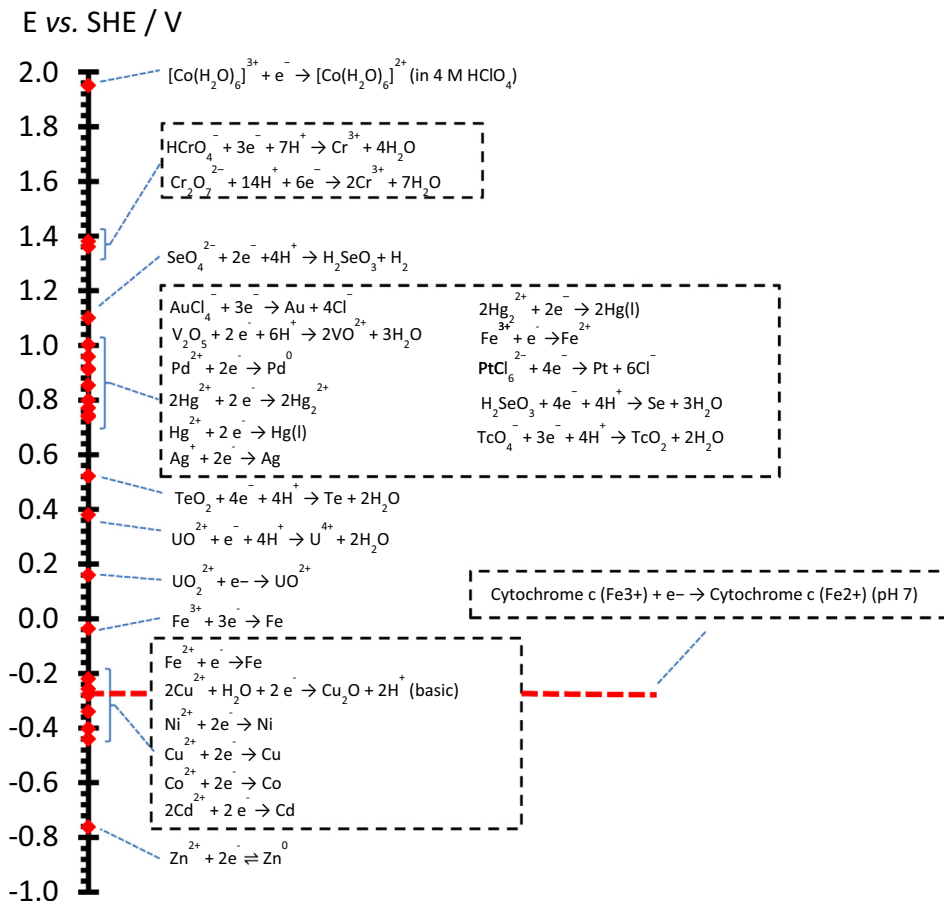 E vs. SHE / V
2.0
1.8
1.6
1.4
1.2
1.0
0.8
0.6
0.4
0.2
0.0
-0.2
-0.4
-0.6
-0.8
-1.0
[Co(H₂O)₆]³⁺ + e⁻ → [Co(H₂O)₆]²⁺ (in 4 M HClO₄)
HCrO₄⁻ + 3e⁻ + 7H⁺ → Cr³⁺ + 4H₂O
Cr₂O₇²⁻ + 14H⁺ + 6e⁻ → 2Cr³⁺ + 7H₂O
SeO₄²⁻ + 2e⁻ +4H⁺ → H₂SeO₃ + H₂
AuCl₄⁻ + 3e⁻ → Au + 4Cl⁻
V₂O₅ + 2 e⁻ + 6H⁺ → 2VO²⁺ + 3H₂O
Pd²⁺ + 2e⁻ → Pd⁰
2Hg²⁺ + 2 e⁻ → 2Hg₂²⁺
Hg²⁺ + 2 e⁻ → Hg(l)
Ag⁺ + 2e⁻ → Ag
2Hg₂²⁺ + 2e⁻ → 2Hg(l)
Fe³⁺ + e⁻ → Fe²⁺
PtCl₆²⁻ + 4e⁻ → Pt + 6Cl⁻
H₂SeO₃ + 4e⁻ + 4H⁺ → Se + 3H₂O
TcO₄⁻ + 3e⁻ + 4H⁺ → TcO₂ + 2H₂O
TeO₂ + 4e⁻ + 4H⁺ → Te + 2H₂O
UO²⁺ + e⁻ + 4H⁺ → U⁴⁺ + 2H₂O
UO₂²⁺ + e− → UO²⁺
Cytochrome c (Fe3+) + e− → Cytochrome c (Fe2+) (pH 7)
Fe³⁺ + 3e⁻ → Fe
Fe²⁺ + e⁻ → Fe
2Cu²⁺ + H₂O + 2 e⁻ → Cu₂O + 2H⁺ (basic)
Ni²⁺ + 2e⁻ → Ni
Cu²⁺ + 2e⁻ → Cu
Co²⁺ + 2e⁻ → Co
2Cd²⁺ + 2 e⁻ → Cd
Zn²⁺ + 2e⁻ ⇌ Zn⁰